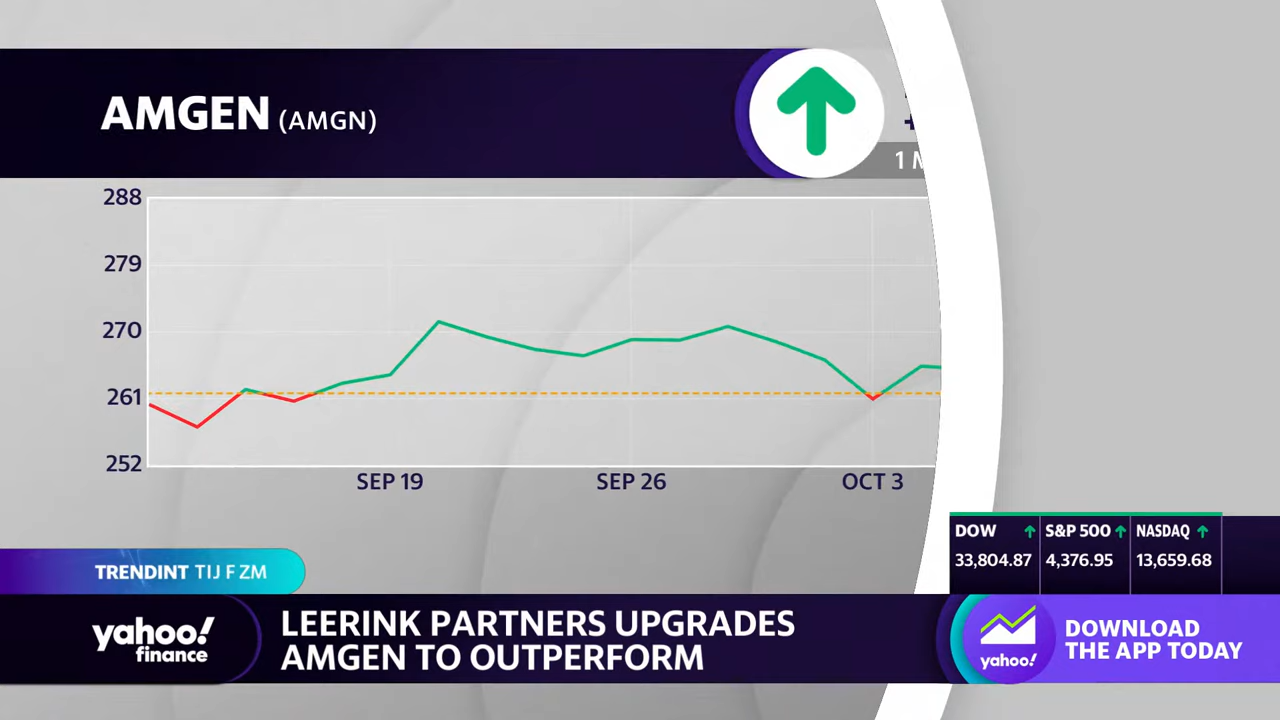 AMGEN (AMGN)
1 M
288
279
270
261
252
SEP 19
SEP 26
OCT 3
DOW
33,804.87
S&P 500
4,376.95
NASDAQ
13,659.68
TRENDINT TIJ F ZM
yahoo!
finance
LEERINK PARTNERS UPGRADES
AMGEN TO OUTPERFORM
yahoo!
DOWNLOAD
THE APP TODAY